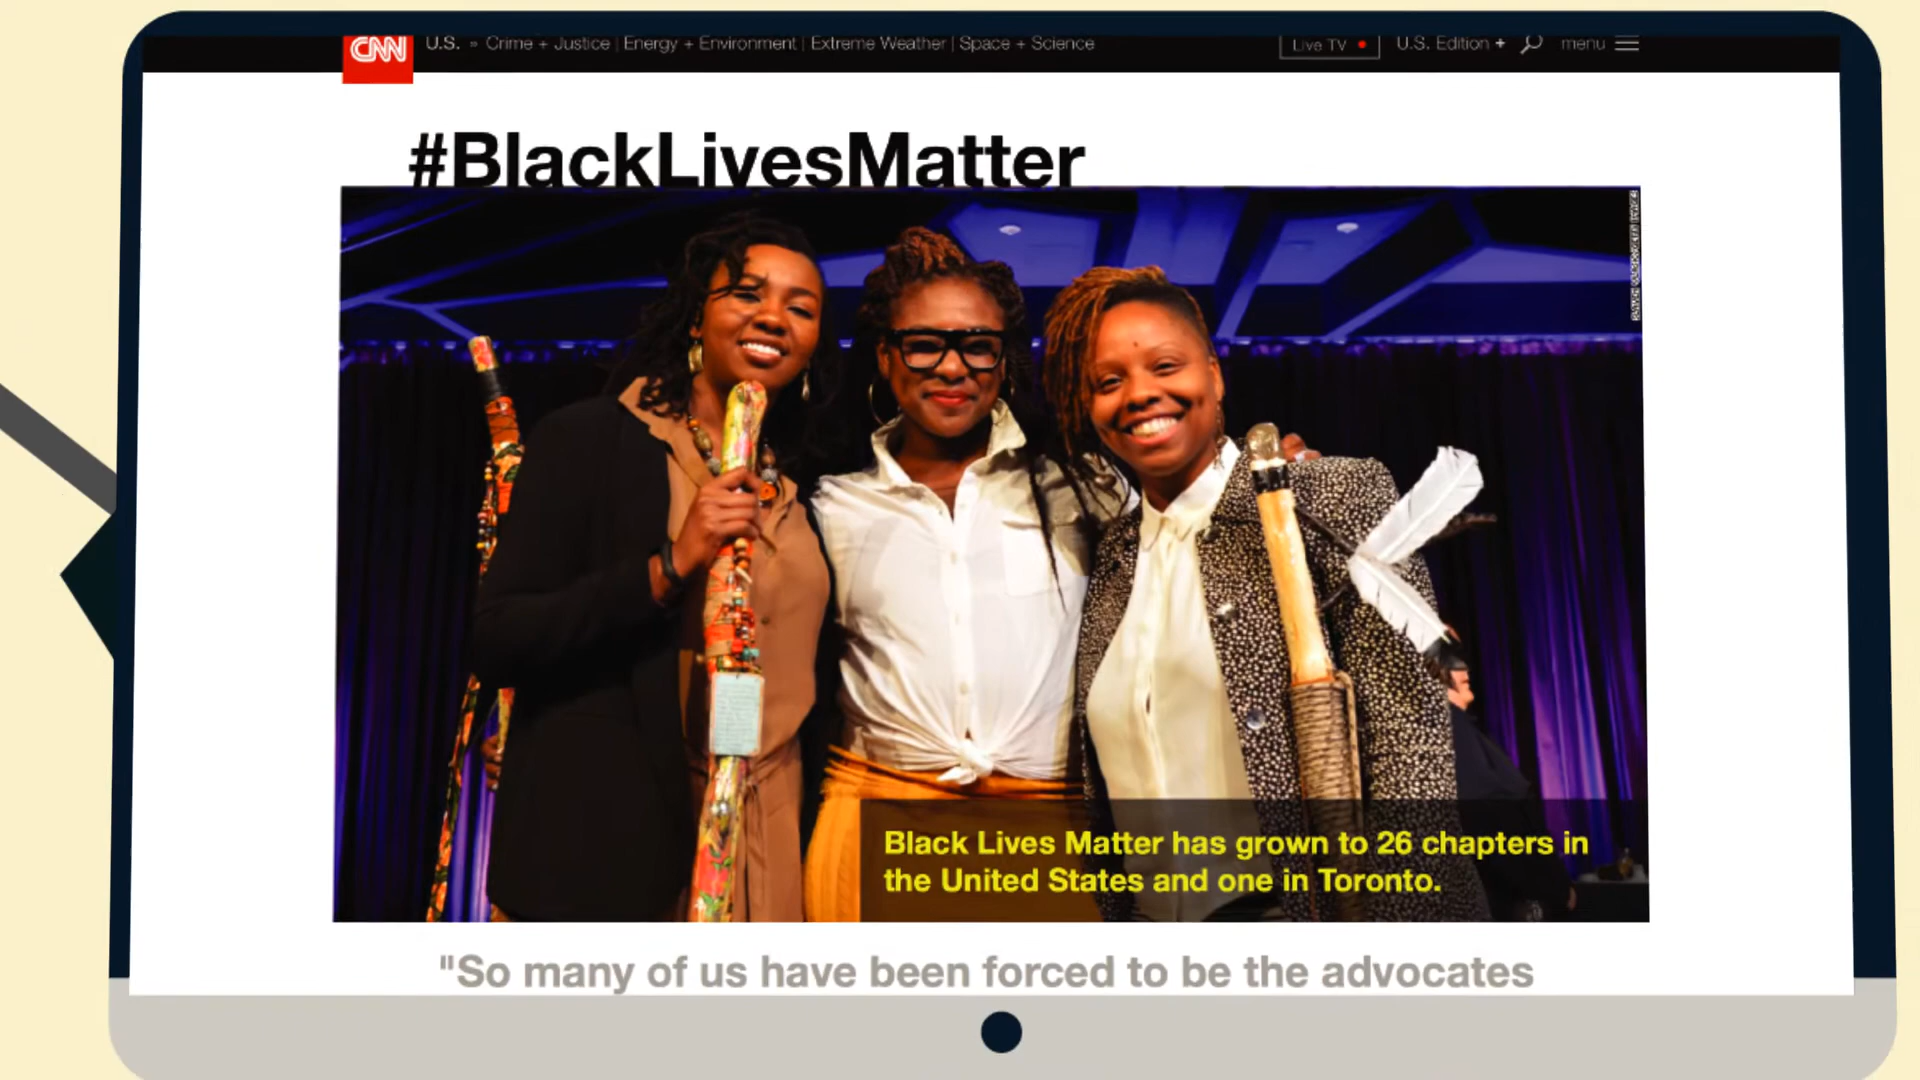 CNN U.S. » Crime + Justice | Energy + Environment | Extreme Weather | Space + Science Live TV U.S. Edition + menu
#BlackLivesMatter
Black Lives Matter has grown to 26 chapters in
the United States and one in Toronto.
"So many of us have been forced to be the advocates